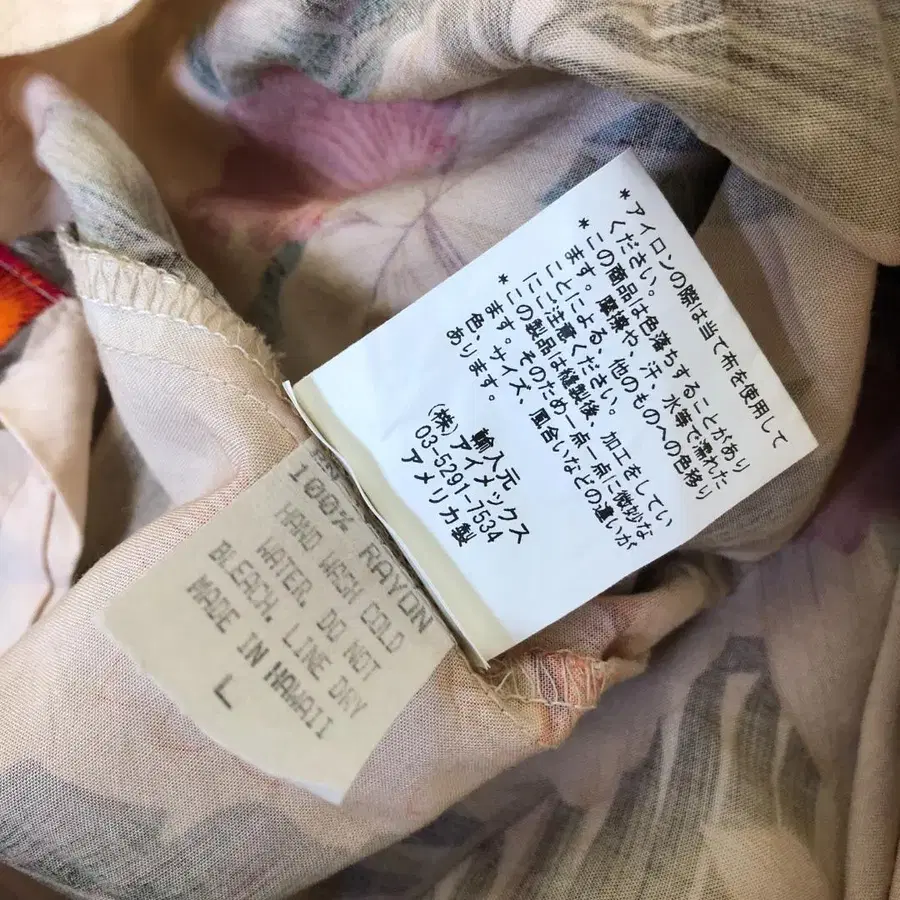 *アイロンの際は当て布を使用して
ください。
*この商品は色落ちすることがあり
ます。摩擦や、汗、水等で濡れた
ことによる、他のものへの色移り
にご注意ください。
*この製品は縫製後、加工をしてい
ます。そのため一点一点に微妙な
色、サイズ、風合いなどの違いが
あります。
輸入元
(株)アイメックス
03-5291-7534
アメリカ製
100% RAYON
HAND WASH COLD
WATER. DO NOT
BLEACH. LINE DRY
MADE IN HAWAII
L